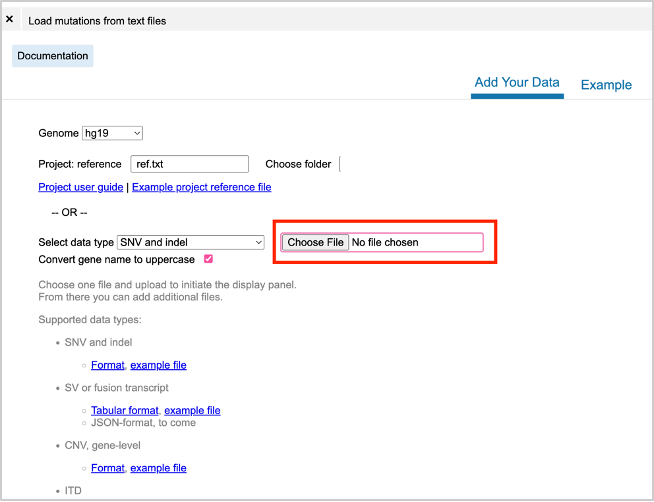 × Load mutations from text files
Documentation
Add Your Data Example
Genome hg19
Project: reference ref.txt Choose folder
Project user guide | Example project reference file
-- OR --
Select data type SNV and indel Choose File No file chosen
Convert gene name to uppercase
Choose one file and upload to initiate the display panel.
From there you can add additional files.
Supported data types:
• SNV and indel
○ Format, example file
• SV or fusion transcript
○ Tabular format, example file
○ JSON-format, to come
• CNV, gene-level
○ Format, example file
• ITD